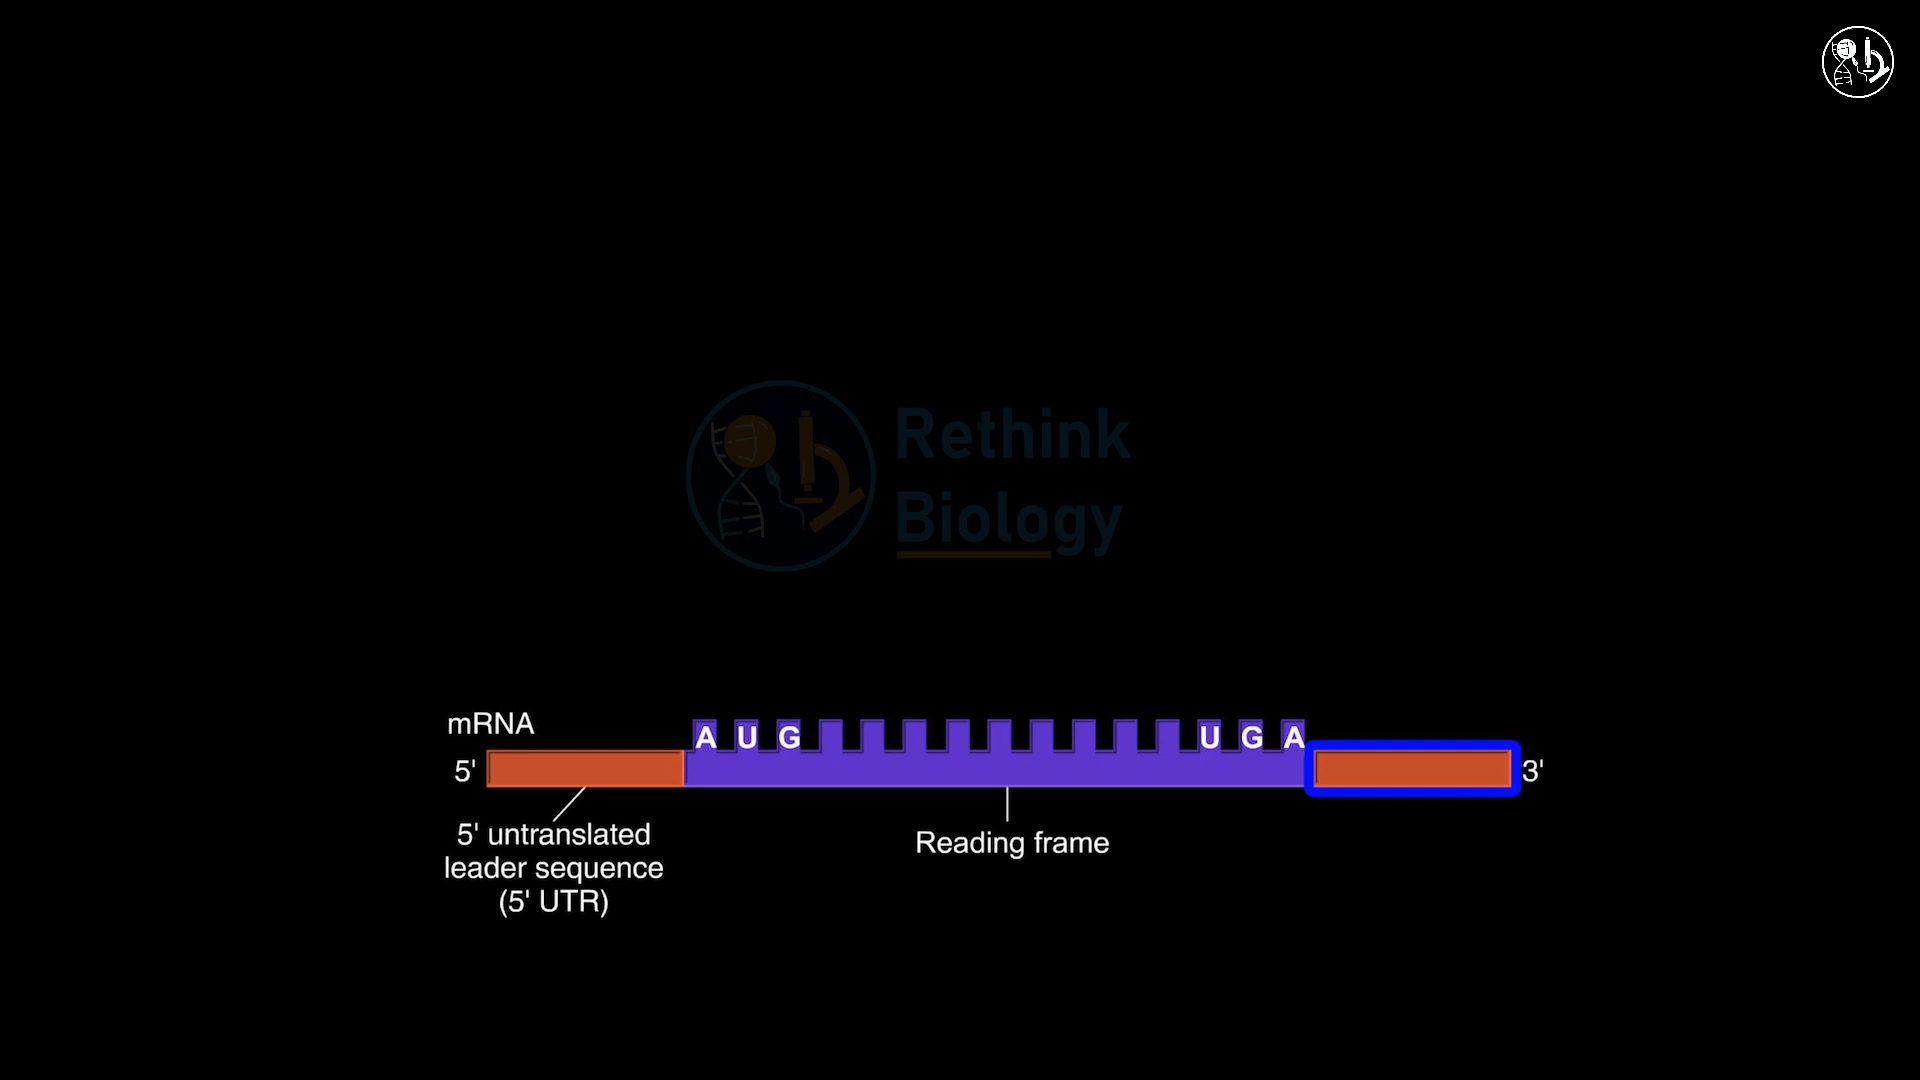 Rethink
Biology
mRNA
A U G U G A
5' 3'
5' untranslated
leader sequence
(5' UTR)
Reading frame